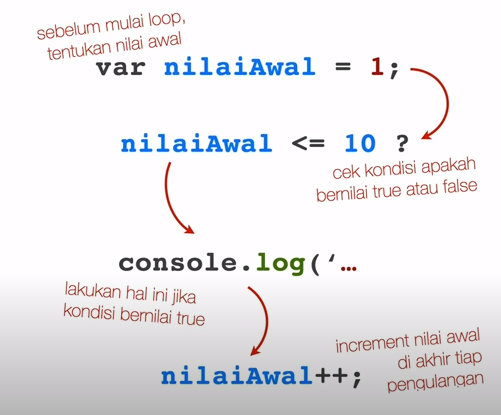 sebelum mulai loop,
tentukan nilai awal
var nilaiAwal = 1;
nilaiAwal <= 10 ?
cek kondisi apakah
bernilai true atau false
console.log(‘…
lakukan hal ini jika
kondisi bernilai true
increment nilai awal
di akhir tiap
pengulangan
nilaiAwal++;